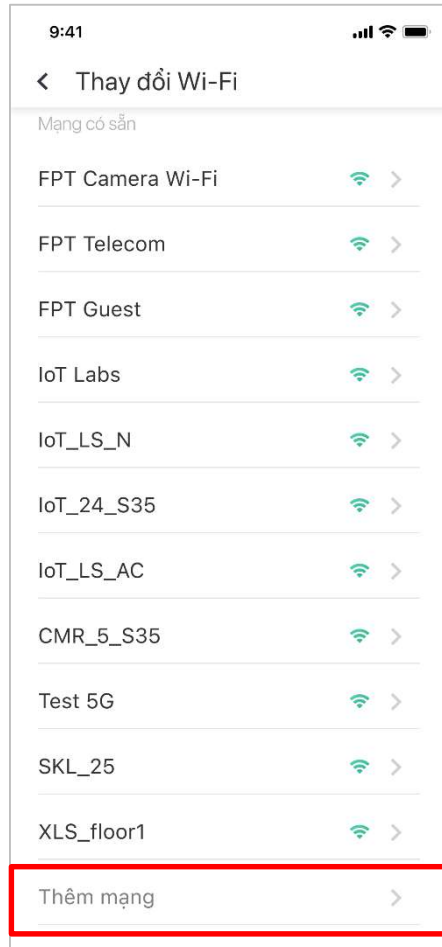 9:41
Thay đổi Wi-Fi
Mạng có sẵn
FPT Camera Wi-Fi
FPT Telecom
FPT Guest
IoT Labs
IoT_LS_N
IoT_24_S35
IoT_LS_AC
CMR_5_S35
Test 5G
SKL_25
XLS_floor1
Thêm mạng